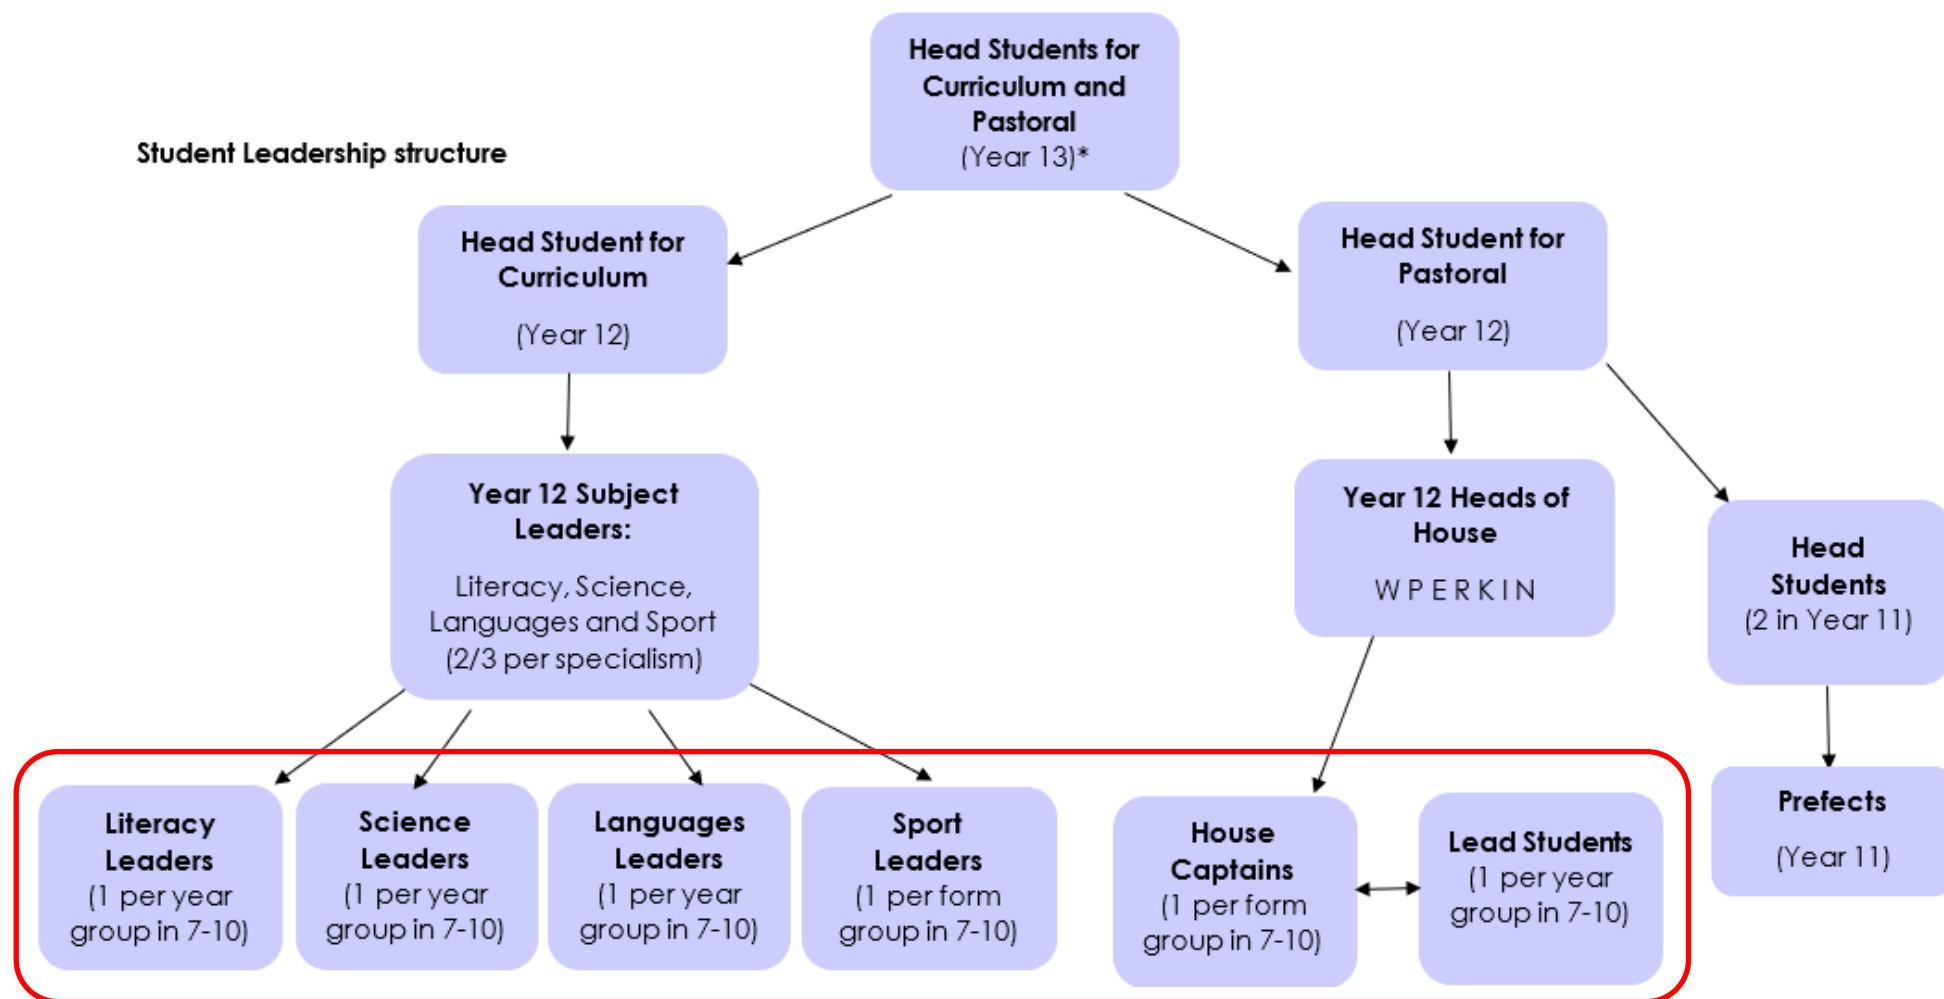 Student Leadership structure
Head Students for
Curriculum and
Pastoral
(Year 13)*
Head Student for
Curriculum
(Year 12)
Head Student for
Pastoral
(Year 12)
Year 12 Subject
Leaders:
Literacy, Science,
Languages and Sport
(2/3 per specialism)
Year 12 Heads of
House
W P E R K I N
Head
Students
(2 in Year 11)
Literacy
Leaders
(1 per year
group in 7-10)
Science
Leaders
(1 per year
group in 7-10)
Languages
Leaders
(1 per year
group in 7-10)
Sport
Leaders
(1 per form
group in 7-10)
House
Captains
(1 per form
group in 7-10)
Lead Students
(1 per year
group in 7-10)
Prefects
(Year 11)